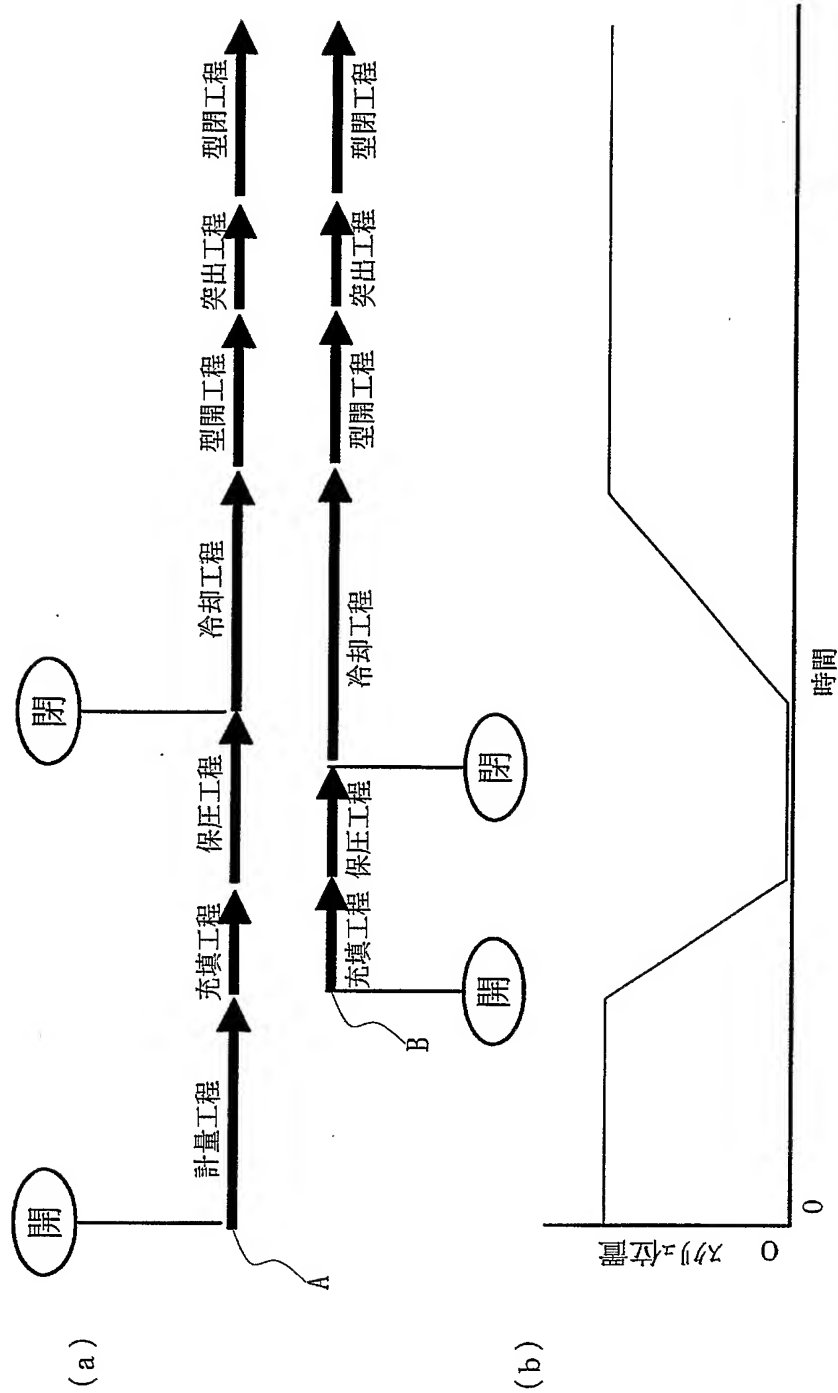 (a)
開
閉
計量工程
充填工程
保圧工程
冷却工程
型開工程
突出工程
型閉工程
A
充填工程
保圧工程
冷却工程
型開工程
突出工程
型閉工程
B
開
閉
(b)
スクリュ位置
0
0
時間